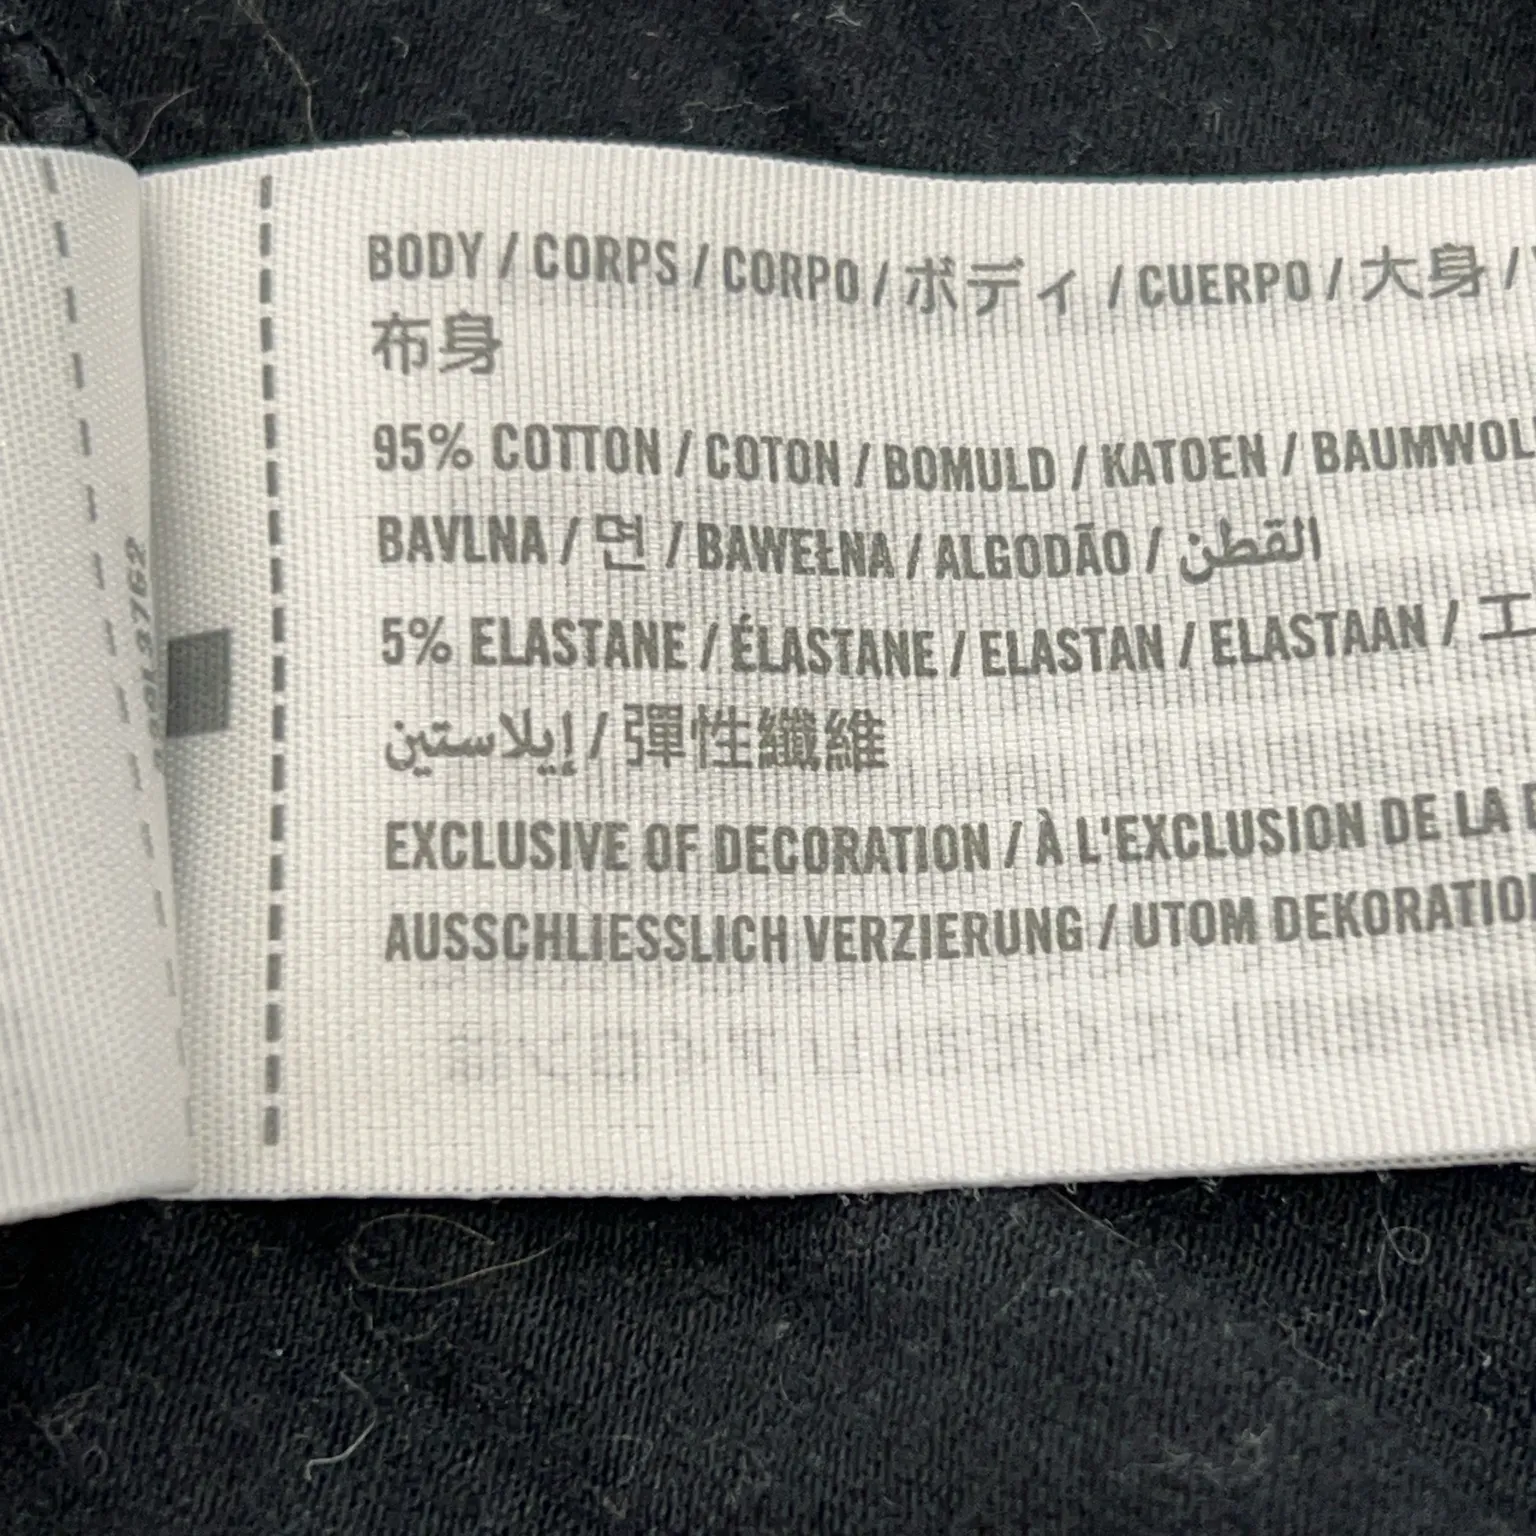 BODY / CORPS / CORPO / ボディ / CUERPO / 大身 /
布身
95% COTTON / COTON / BOMULD / KATOEN / BAUMWOL
BAVLNA / 면 / BAWEŁNA / ALGODÃO / القطن
5% ELASTANE / ÉLASTANE / ELASTAN / ELASTAAN / エ
إيلاستين / 彈性纖維
EXCLUSIVE OF DECORATION / À L'EXCLUSION DE LA
AUSSCHLIESSLICH VERZIERUNG / UTOM DEKORATIO